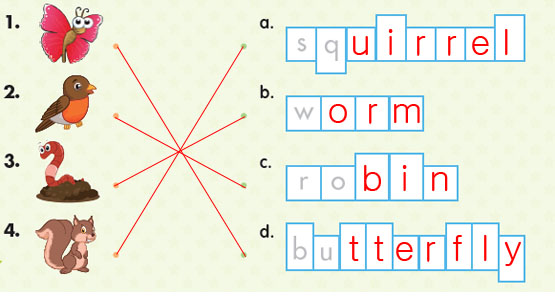 1.
a. squirrel
2.
b. worm
3.
c. robin
4.
d. butterfly